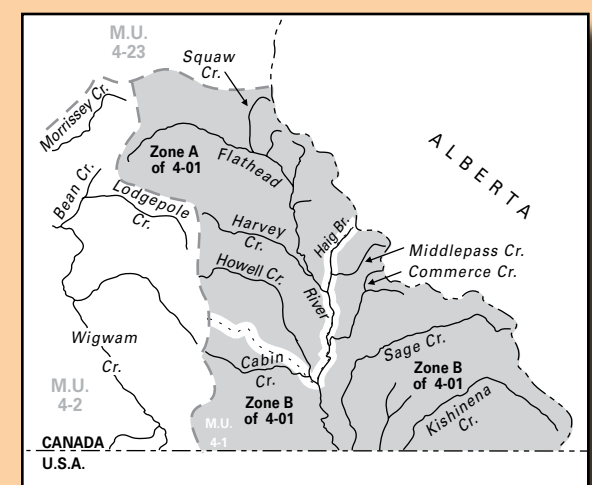 M.U.
4-23
Squaw
Cr.
Morrissey Cr.
ALBERTA
Zone A
of 4-01
Flathead
Bean Cr.
Lodgepole
Cr.
Harvey
Cr.
Haig Br.
Howell Cr.
Middlepass Cr.
Commerce Cr.
River
Wigwam
Cr.
Cabin
Cr.
Sage Cr.
Zone B
of 4-01
M.U.
4-2
Zone B
of 4-01
Kishinena
Cr.
M.U.
4-1
CANADA
U.S.A.